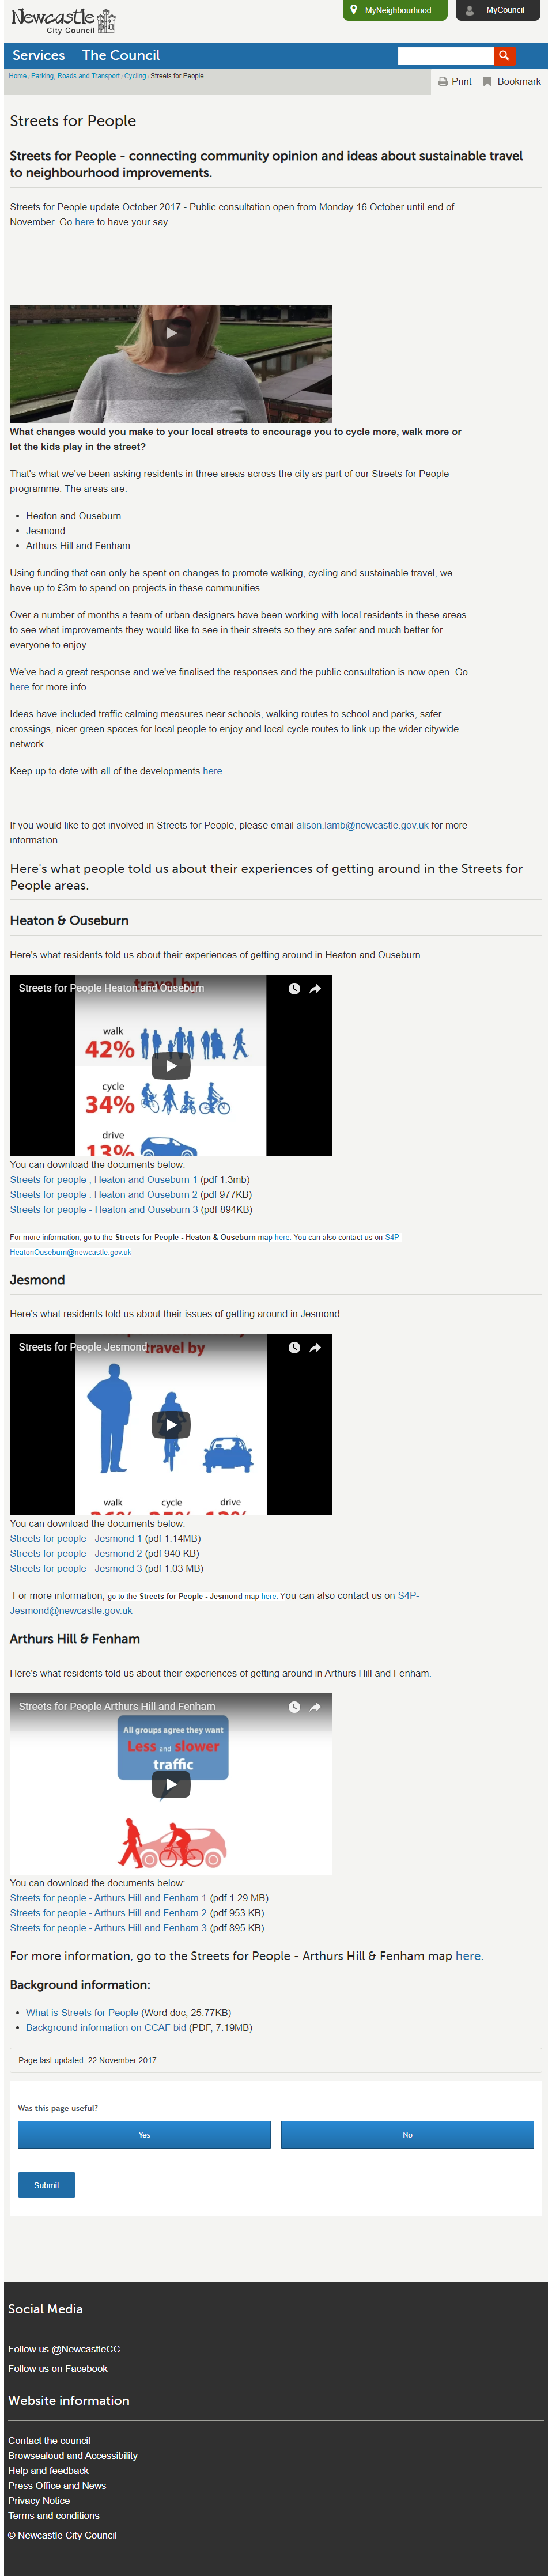 Newcastle
City Council
MyNeighbourhood
MyCouncil
Services The Council
Home Parking, Roads and Transport Cycling Streets for People
Print Bookmark
Streets for People
Streets for People - connecting community opinion and ideas about sustainable travel
to neighbourhood improvements.
Streets for People update October 2017 - Public consultation open from Monday 16 October until end of
November. Go here to have your say
What changes would you make to your local streets to encourage you to cycle more, walk more or
let the kids play in the street?
That's what we've been asking residents in three areas across the city as part of our Streets for People
programme. The areas are:
• Heaton and Ouseburn
• Jesmond
• Arthurs Hill and Fenham
Using funding that can only be spent on changes to promote walking, cycling and sustainable travel, we
have up to £3m to spend on projects in these communities.
Over a number of months a team of urban designers have been working with local residents in these areas
to see what improvements they would like to see in their streets so they are safer and much better for
everyone to enjoy.
We've had a great response and we've finalised the responses and the public consultation is now open. Go
here for more info.
Ideas have included traffic calming measures near schools, walking routes to school and parks, safer
crossings, nicer green spaces for local people to enjoy and local cycle routes to link up the wider citywide
network.
Keep up to date with all of the developments here.
If you would like to get involved in Streets for People, please email alison.lamb@newcastle.gov.uk for more
information.
Here's what people told us about their experiences of getting around in the Streets for
People areas.
Heaton & Ouseburn
Here's what residents told us about their experiences of getting around in Heaton and Ouseburn.
travel by
Streets for People Heaton and Ouseburn
walk
42%
cycle
34%
drive
13%
You can download the documents below:
Streets for people ; Heaton and Ouseburn 1 (pdf 1.3mb)
Streets for people : Heaton and Ouseburn 2 (pdf 977KB)
Streets for people - Heaton and Ouseburn 3 (pdf 894KB)
For more information, go to the Streets for People - Heaton & Ouseburn map here. You can also contact us on S4P-
HeatonOuseburn@newcastle.gov.uk
Jesmond
Here's what residents told us about their issues of getting around in Jesmond.
Streets for People Jesmond
travel by
walk cycle drive
You can download the documents below:
Streets for people - Jesmond 1 (pdf 1.14MB)
Streets for people - Jesmond 2 (pdf 940 KB)
Streets for people - Jesmond 3 (pdf 1.03 MB)
For more information, go to the Streets for People - Jesmond map here. You can also contact us on S4P-
Jesmond@newcastle.gov.uk
Arthurs Hill & Fenham
Here's what residents told us about their experiences of getting around in Arthurs Hill and Fenham.
Streets for People Arthurs Hill and Fenham
All groups agree they want
Less and slower
traffic
You can download the documents below:
Streets for people - Arthurs Hill and Fenham 1 (pdf 1.29 MB)
Streets for people - Arthurs Hill and Fenham 2 (pdf 953.KB)
Streets for people - Arthurs Hill and Fenham 3 (pdf 895 KB)
For more information, go to the Streets for People - Arthurs Hill & Fenham map here.
Background information:
• What is Streets for People (Word doc, 25.77KB)
• Background information on CCAF bid (PDF, 7.19MB)
Page last updated: 22 November 2017
Was this page useful?
Yes No
Submit
Social Media
Follow us @NewcastleCC
Follow us on Facebook
Website information
Contact the council
Browsealoud and Accessibility
Help and feedback
Press Office and News
Privacy Notice
Terms and conditions
© Newcastle City Council